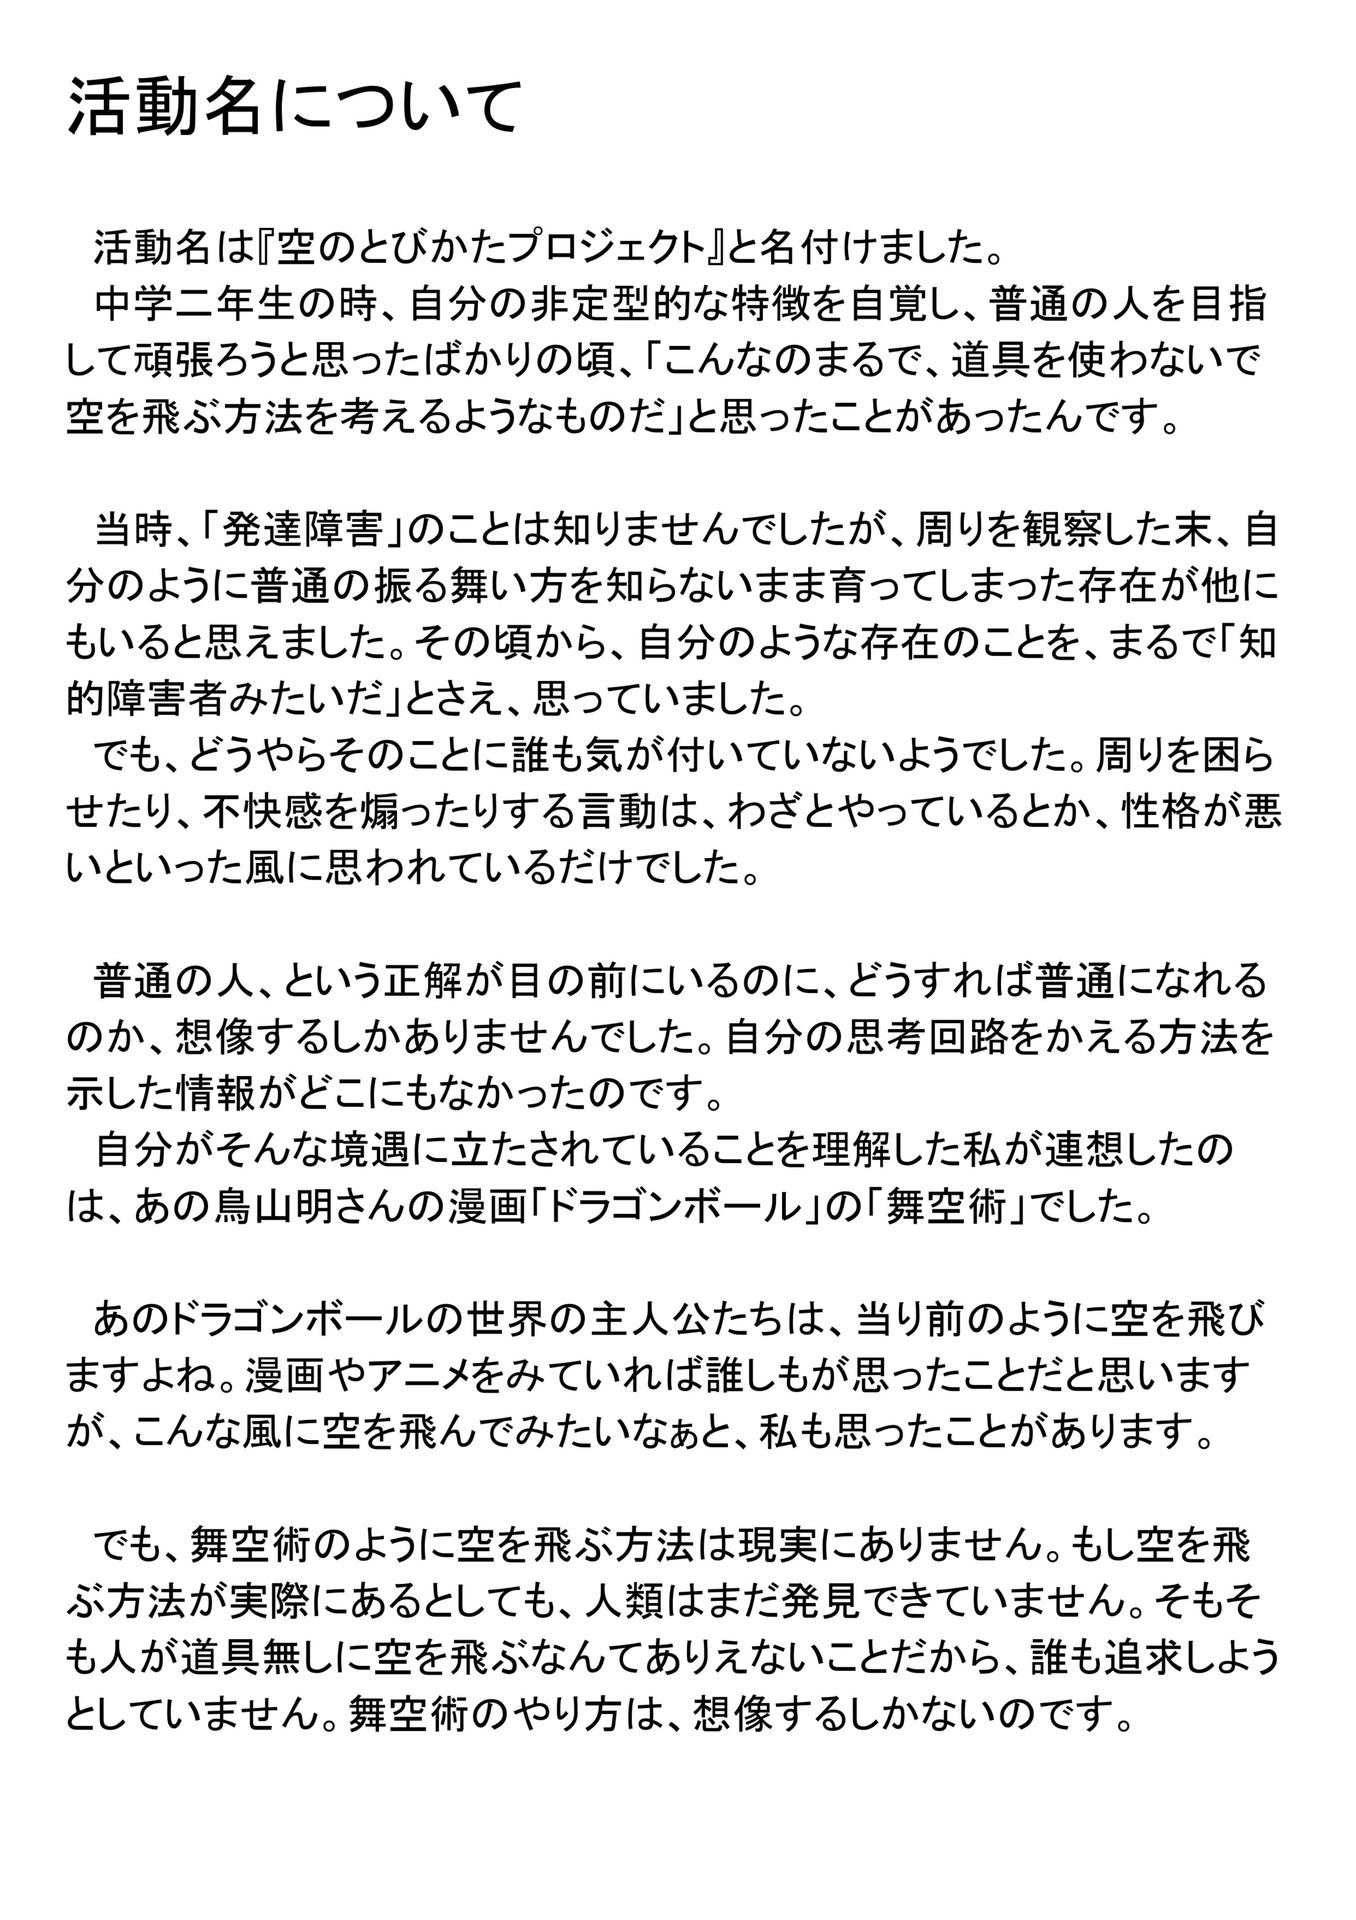 活動名について
活動名は『空のとびかたプロジェクト』と名付けました。
中学二年生の時、自分の非定型的な特徴を自覚し、普通の人を目指
して頑張ろうと思ったばかりの頃、「こんなのまるで、道具を使わないで
空を飛ぶ方法を考えるようなものだ」と思ったことがあったんです。
当時、「発達障害」のことは知りませんでしたが、周りを観察した末、自
分のように普通の振る舞い方を知らないまま育ってしまった存在が他に
もいると思えました。その頃から、自分のような存在のことを、まるで「知
的障害者みたいだ」とさえ、思っていました。
でも、どうやらそのことに誰も気が付いていないようでした。周りを困ら
せたり、不快感を煽ったりする言動は、わざとやっているとか、性格が悪
いといった風に思われているだけでした。
普通の人、という正解が目の前にいるのに、どうすれば普通になれる
のか、想像するしかありませんでした。自分の思考回路をかえる方法を
示した情報がどこにもなかったのです。
自分がそんな境遇に立たされていることを理解した私が連想したの
は、あの鳥山明さんの漫画「ドラゴンボール」の「舞空術」でした。
あのドラゴンボールの世界の主人公たちは、当り前のように空を飛び
ますよね。漫画やアニメをみていれば誰しもが思ったことだと思います
が、こんな風に空を飛んでみたいなぁと、私も思ったことがあります。
でも、舞空術のように空を飛ぶ方法は現実にありません。もし空を飛
ぶ方法が実際にあるとしても、人類はまだ発見できていません。そもそ
も人が道具無しに空を飛ぶなんてありえないことだから、誰も追求しよう
としていません。舞空術のやり方は、想像するしかないのです。